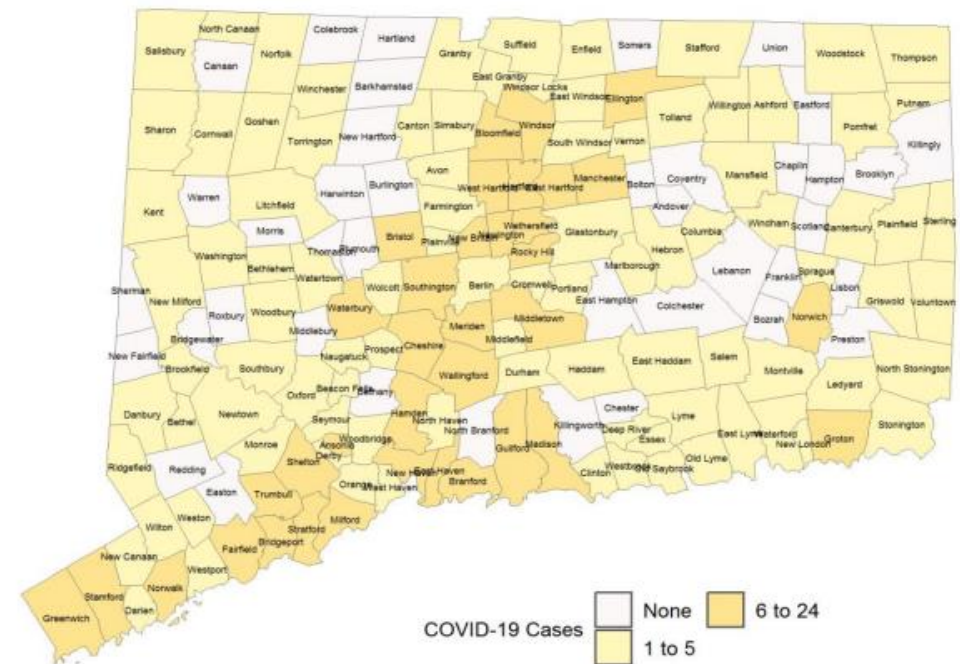 North Canaan
Colebrook
Hartland
Salisbury
Canaan
Norfolk
Granby
Suffield
Enfield
Somers
Stafford
Union
Woodstock
Thompson
East Granby
Windsor Locks
Winchester
Barkhamsted
East Windsor
Ellington
Willington
Ashford
Eastford
Putnam
Sharon
Cornwall
Goshen
Torrington
New Hartford
Canton
Simsbury
Bloomfield
Windsor
South Windsor
Vernon
Tolland
Pomfret
Killingly
Avon
West Hartford
Hartford
East Hartford
Manchester
Bolton
Coventry
Mansfield
Chaplin
Hampton
Brooklyn
Kent
Warren
Litchfield
Harwinton
Burlington
Farmington
Andover
Morris
Bristol
Plainville
New Britain
Newington
Wethersfield
Rocky Hill
Glastonbury
Hebron
Columbia
Windham
Scotland
Canterbury
Plainfield
Sterling
Washington
Bethlehem
Watertown
Thomaston
Plymouth
Wolcott
Southington
Berlin
Cromwell
Portland
Marlborough
East Hampton
Colchester
Lebanon
Franklin
Sprague
Lisbon
Griswold
Voluntown
Sherman
New Milford
Roxbury
Woodbury
Waterbury
Middlebury
Bridgewater
Naugatuck
Prospect
Cheshire
Meriden
Middletown
Middlefield
Bozrah
Norwich
Preston
New Fairfield
Brookfield
Southbury
Oxford
Beacon Falls
Bethany
Wallingford
Durham
Haddam
East Haddam
Salem
Montville
Ledyard
North Stonington
Danbury
Bethel
Newtown
Monroe
Seymour
Ansonia
Derby
Woodbridge
Hamden
North Haven
North Branford
Guilford
Madison
Killingworth
Chester
Deep River
Essex
Lyme
East Lyme
Waterford
New London
Groton
Stonington
Ridgefield
Redding
Easton
Shelton
Trumbull
Orange
West Haven
New Haven
East Haven
Branford
Clinton
Westbrook
Old Saybrook
Old Lyme
Wilton
Weston
New Canaan
Westport
Fairfield
Bridgeport
Stratford
Milford
Greenwich
Stamford
Darien
Norwalk
COVID-19 Cases
None
6 to 24
1 to 5